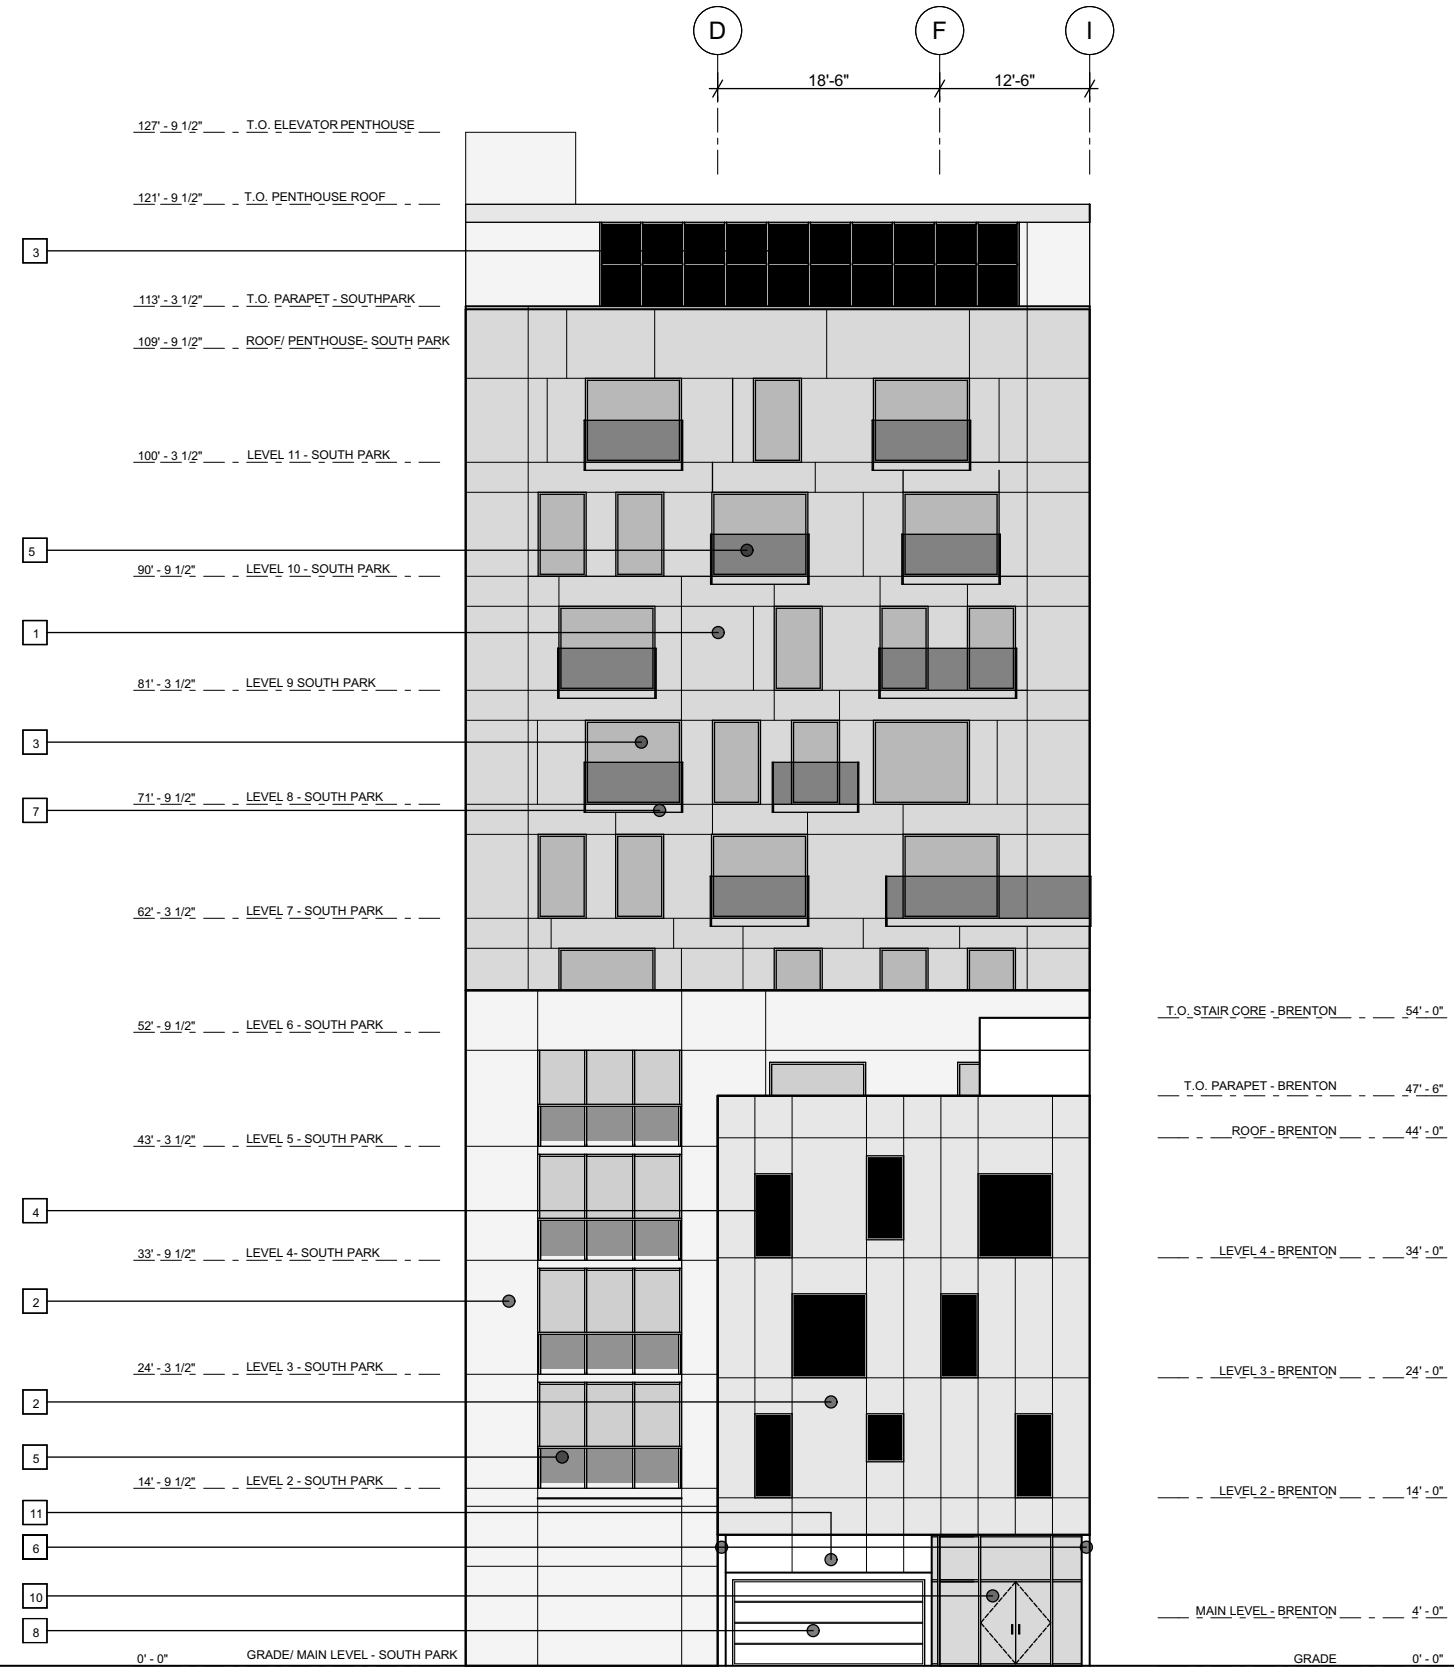 D F I
18'-6" 12'-6"
127' - 9 1/2" T.O. ELEVATOR PENTHOUSE
121' - 9 1/2" T.O. PENTHOUSE ROOF
3
113' - 3 1/2" T.O. PARAPET - SOUTHPARK
109' - 9 1/2" ROOF/ PENTHOUSE- SOUTH PARK
100' - 3 1/2" LEVEL 11 - SOUTH PARK
5
90' - 9 1/2" LEVEL 10 - SOUTH PARK
1
81' - 3 1/2" LEVEL 9 SOUTH PARK
3
71' - 9 1/2" LEVEL 8 - SOUTH PARK
7
62' - 3 1/2" LEVEL 7 - SOUTH PARK
T.O. STAIR CORE - BRENTON 54' - 0"
52' - 9 1/2" LEVEL 6 - SOUTH PARK
T.O. PARAPET - BRENTON 47' - 6"
ROOF - BRENTON 44' - 0"
43' - 3 1/2" LEVEL 5 - SOUTH PARK
4
33' - 9 1/2" LEVEL 4- SOUTH PARK
LEVEL 4 - BRENTON 34' - 0"
2
24' - 3 1/2" LEVEL 3 - SOUTH PARK
LEVEL 3 - BRENTON 24' - 0"
2
5
14' - 9 1/2" LEVEL 2 - SOUTH PARK
LEVEL 2 - BRENTON 14' - 0"
11
6
10
MAIN LEVEL - BRENTON 4' - 0"
8
0' - 0" GRADE/ MAIN LEVEL - SOUTH PARK
GRADE 0' - 0"